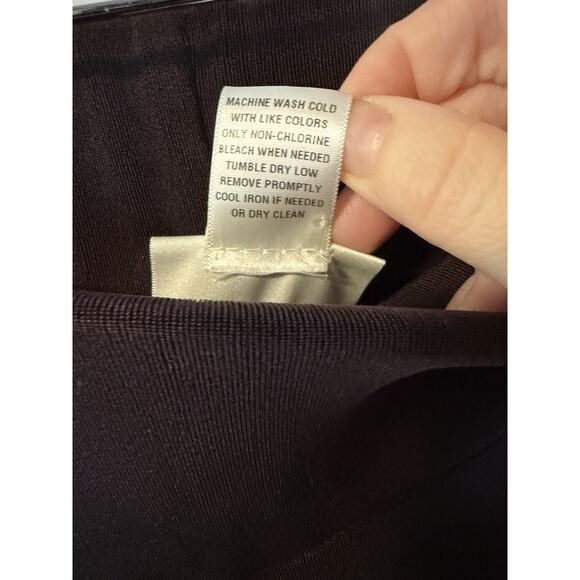 MACHINE WASH COLD
WITH LIKE COLORS
ONLY NON-CHLORINE
BLEACH WHEN NEEDED
TUMBLE DRY LOW
REMOVE PROMPTLY
COOL IRON IF NEEDED
OR DRY CLEAN